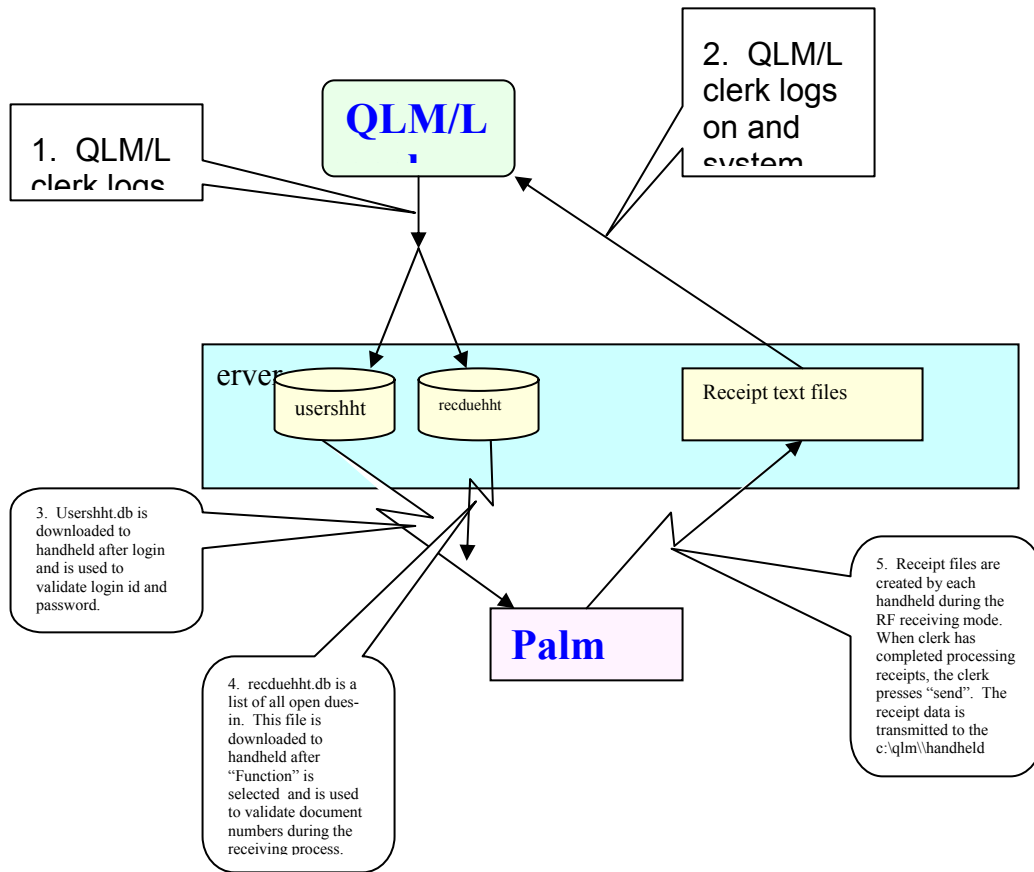 QLM/L
1. QLM/L
clerk logs
2. QLM/L
clerk logs
on and
system
erver
usershht
recduehht
Receipt text files
3. Usershht.db is
downloaded to
handheld after login
and is used to
validate login id and
password.
Palm
4. recduehht.db is a
list of all open dues-
in. This file is
downloaded to
handheld after
“Function” is
selected and is used
to validate document
numbers during the
receiving process.
5. Receipt files are
created by each
handheld during the
RF receiving mode.
When clerk has
completed processing
receipts, the clerk
presses “send”. The
receipt data is
transmitted to the
c:\qlm\\handheld